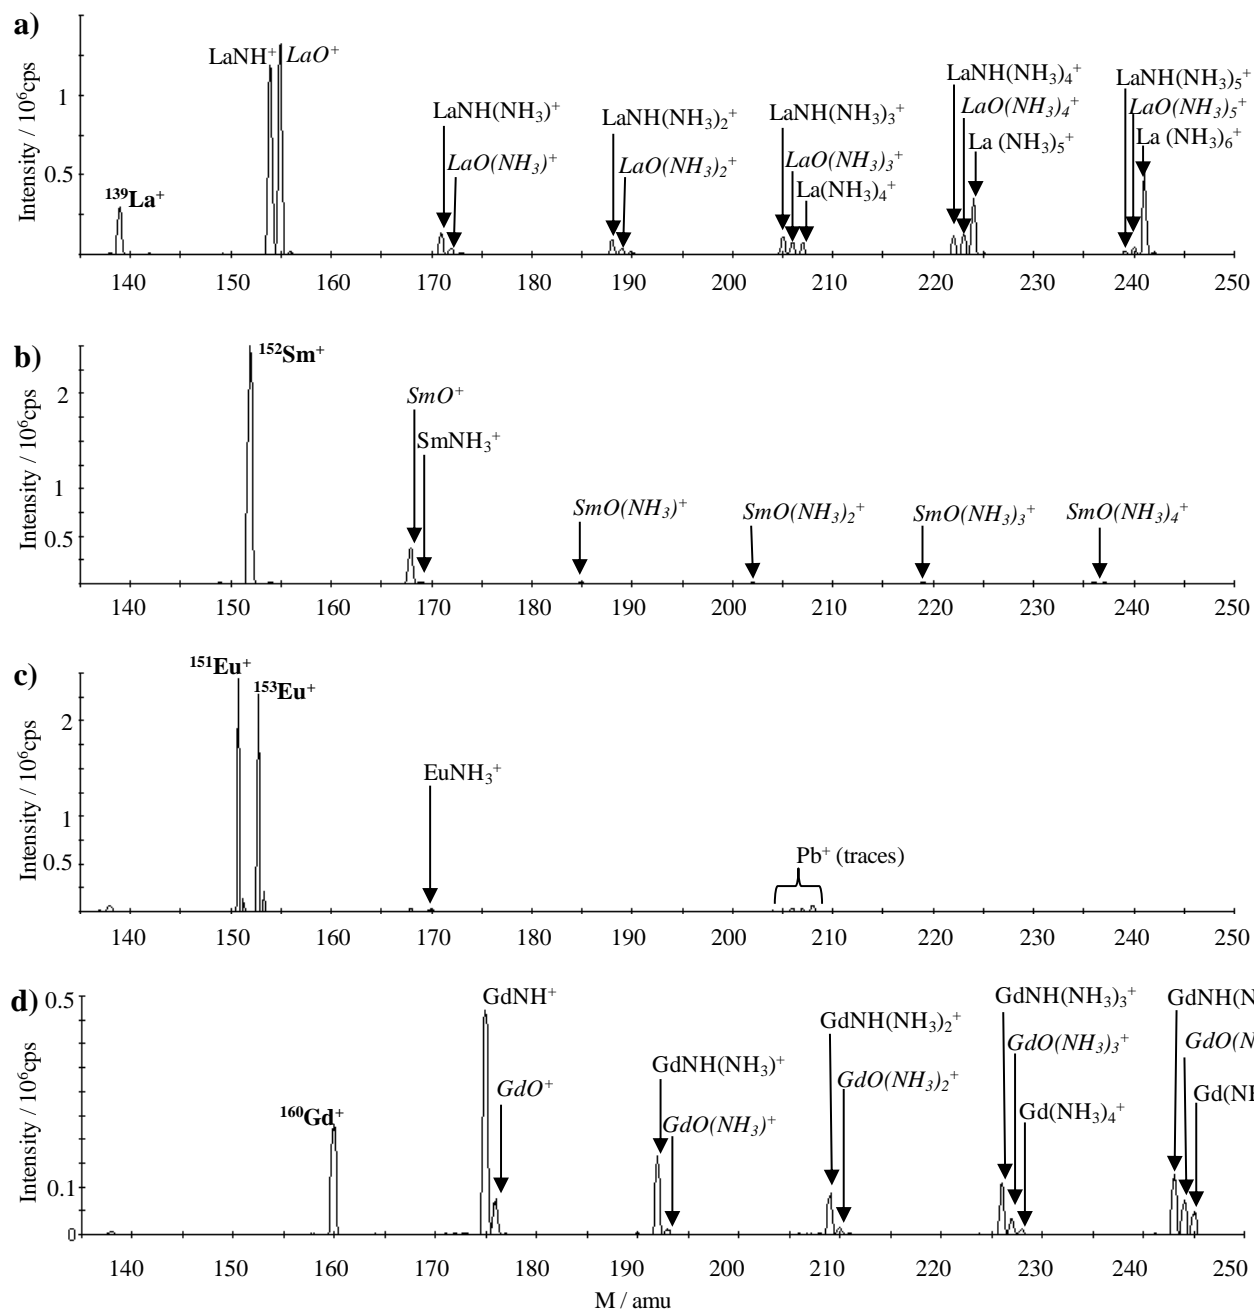 a)
Intensity / 10⁶cps
1
0.5
¹³⁹La⁺
LaNH⁺
LaO⁺
LaNH(NH₃)⁺
LaO(NH₃)⁺
LaNH(NH₃)₂⁺
LaO(NH₃)₂⁺
LaNH(NH₃)₃⁺
LaO(NH₃)₃⁺
La(NH₃)₄⁺
LaNH(NH₃)₄⁺
LaO(NH₃)₄⁺
La (NH₃)₅⁺
LaNH(NH₃)₅⁺
LaO(NH₃)₅⁺
La (NH₃)₆⁺
140 150 160 170 180 190 200 210 220 230 240 250
b)
Intensity / 10⁶cps
2
1
0.5
¹⁵²Sm⁺
SmO⁺
SmNH₃⁺
SmO(NH₃)⁺
SmO(NH₃)₂⁺
SmO(NH₃)₃⁺
SmO(NH₃)₄⁺
140 150 160 170 180 190 200 210 220 230 240 250
c)
Intensity / 10⁶cps
2
1
0.5
¹⁵¹Eu⁺
¹⁵³Eu⁺
EuNH₃⁺
Pb⁺ (traces)
140 150 160 170 180 190 200 210 220 230 240 250
d)
Intensity / 10⁶cps
0.5
0.1
0
¹⁶⁰Gd⁺
GdNH⁺
GdO⁺
GdNH(NH₃)⁺
GdO(NH₃)⁺
GdNH(NH₃)₂⁺
GdO(NH₃)₂⁺
GdNH(NH₃)₃⁺
GdO(NH₃)₃⁺
Gd(NH₃)₄⁺
GdNH(N
GdO(N
Gd(NH
140 150 160 170 180 190 200 210 220 230 240 250
M / amu